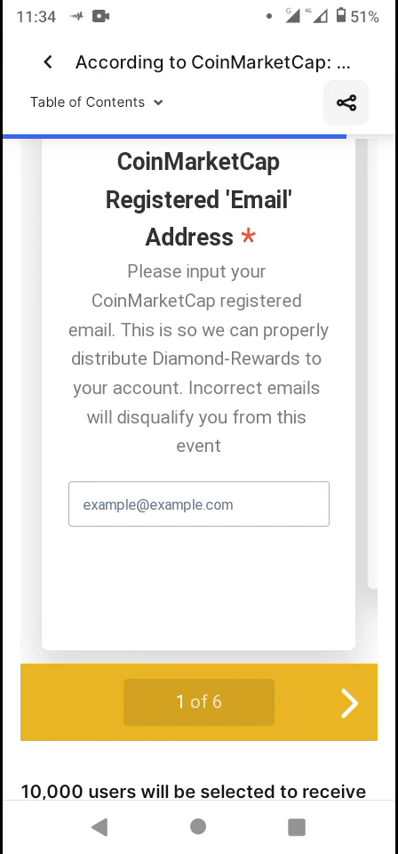 11:34
51%
According to CoinMarketCap: ...
Table of Contents
CoinMarketCap
Registered 'Email'
Address *
Please input your
CoinMarketCap registered
email. This is so we can properly
distribute Diamond-Rewards to
your account. Incorrect emails
will disqualify you from this
event
example@example.com
1 of 6
10,000 users will be selected to receive